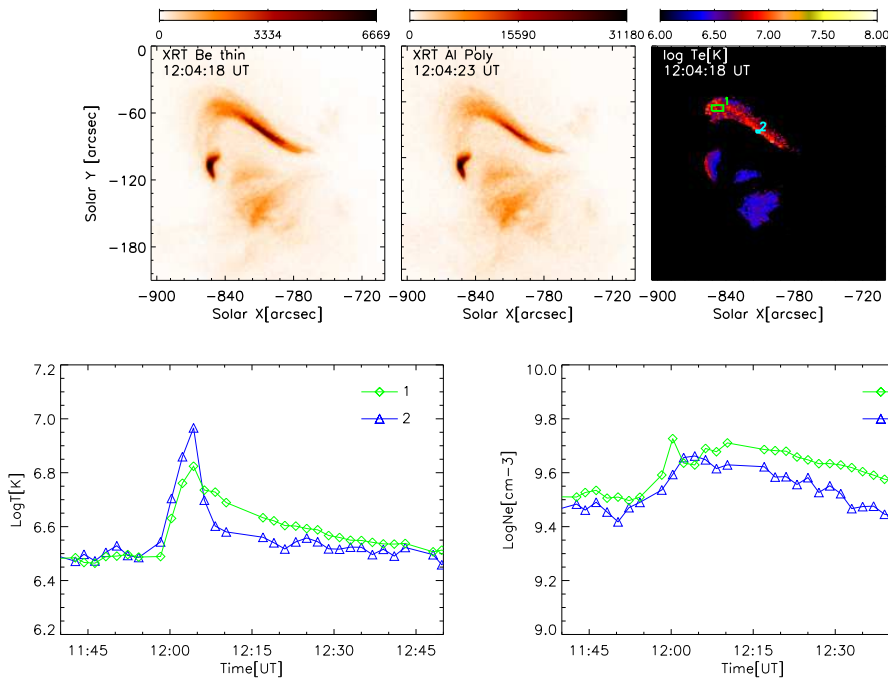 0 3334 6669
0 15590 31180
6.00 6.50 7.00 7.50 8.00
XRT Be thin
12:04:18 UT
XRT Al Poly
12:04:23 UT
log Te[K]
12:04:18 UT
1
2
0
−60
−120
−180
Solar Y [arcsec]
−900 −840 −780 −720
Solar X[arcsec]
−900 −840 −780 −720
Solar X[arcsec]
−900 −840 −780 −720
Solar X[arcsec]
7.2
7.0
6.8
6.6
6.4
6.2
LogT[K]
1
2
11:45 12:00 12:15 12:30 12:45
Time[UT]
10.0
9.8
9.6
9.4
9.2
9.0
LogNe[cm−3]
11:45 12:00 12:15 12:30
Time[UT]